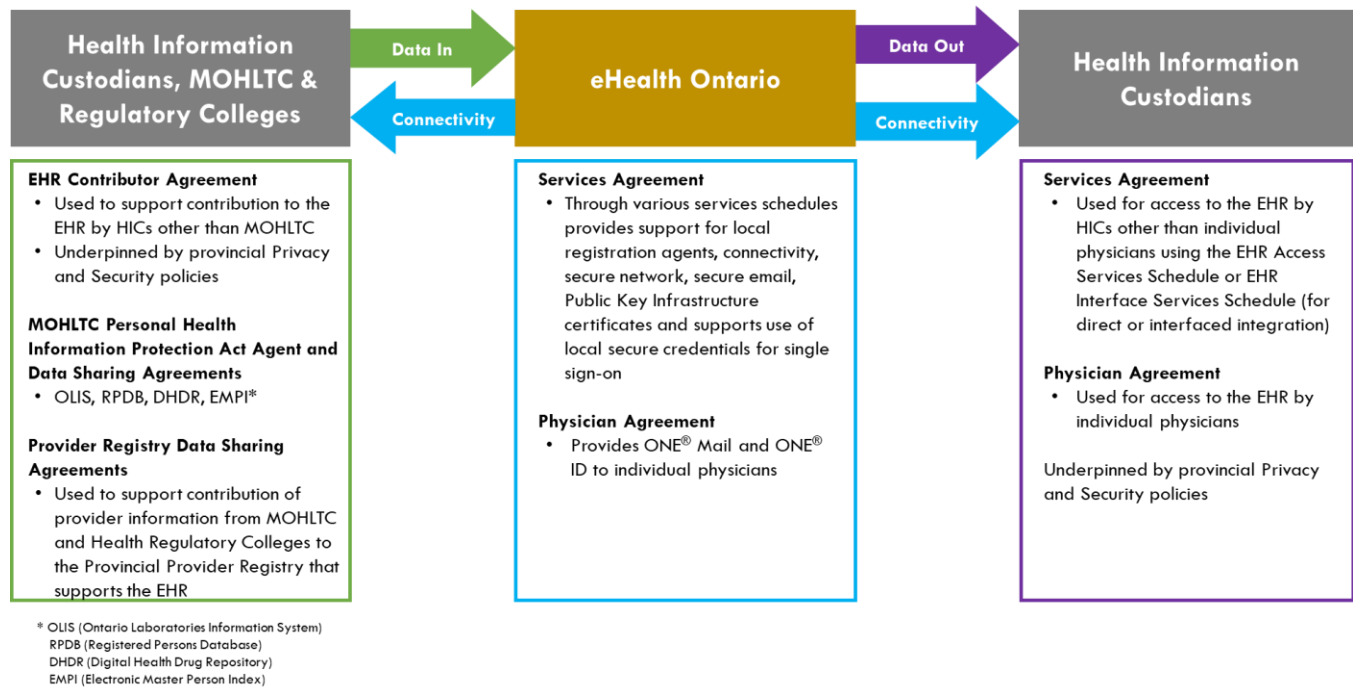 Health Information
Custodians, MOHLTC &
Regulatory Colleges
Data In
Connectivity
eHealth Ontario
Data Out
Connectivity
Health Information
Custodians
EHR Contributor Agreement
• Used to support contribution to the
EHR by HICs other than MOHLTC
• Underpinned by provincial Privacy
and Security policies
MOHLTC Personal Health
Information Protection Act Agent and
Data Sharing Agreements
• OLIS, RPDB, DHDR, EMPI*
Provider Registry Data Sharing
Agreements
• Used to support contribution of
provider information from MOHLTC
and Health Regulatory Colleges to
the Provincial Provider Registry that
supports the EHR
Services Agreement
• Through various services schedules
provides support for local
registration agents, connectivity,
secure network, secure email,
Public Key Infrastructure
certificates and supports use of
local secure credentials for single
sign-on
Physician Agreement
• Provides ONE® Mail and ONE®
ID to individual physicians
Services Agreement
• Used for access to the EHR by
HICs other than individual
physicians using the EHR Access
Services Schedule or EHR
Interface Services Schedule (for
direct or interfaced integration)
Physician Agreement
• Used for access to the EHR by
individual physicians
Underpinned by provincial Privacy
and Security policies
* OLIS (Ontario Laboratories Information System)
RPDB (Registered Persons Database)
DHDR (Digital Health Drug Repository)
EMPI (Electronic Master Person Index)